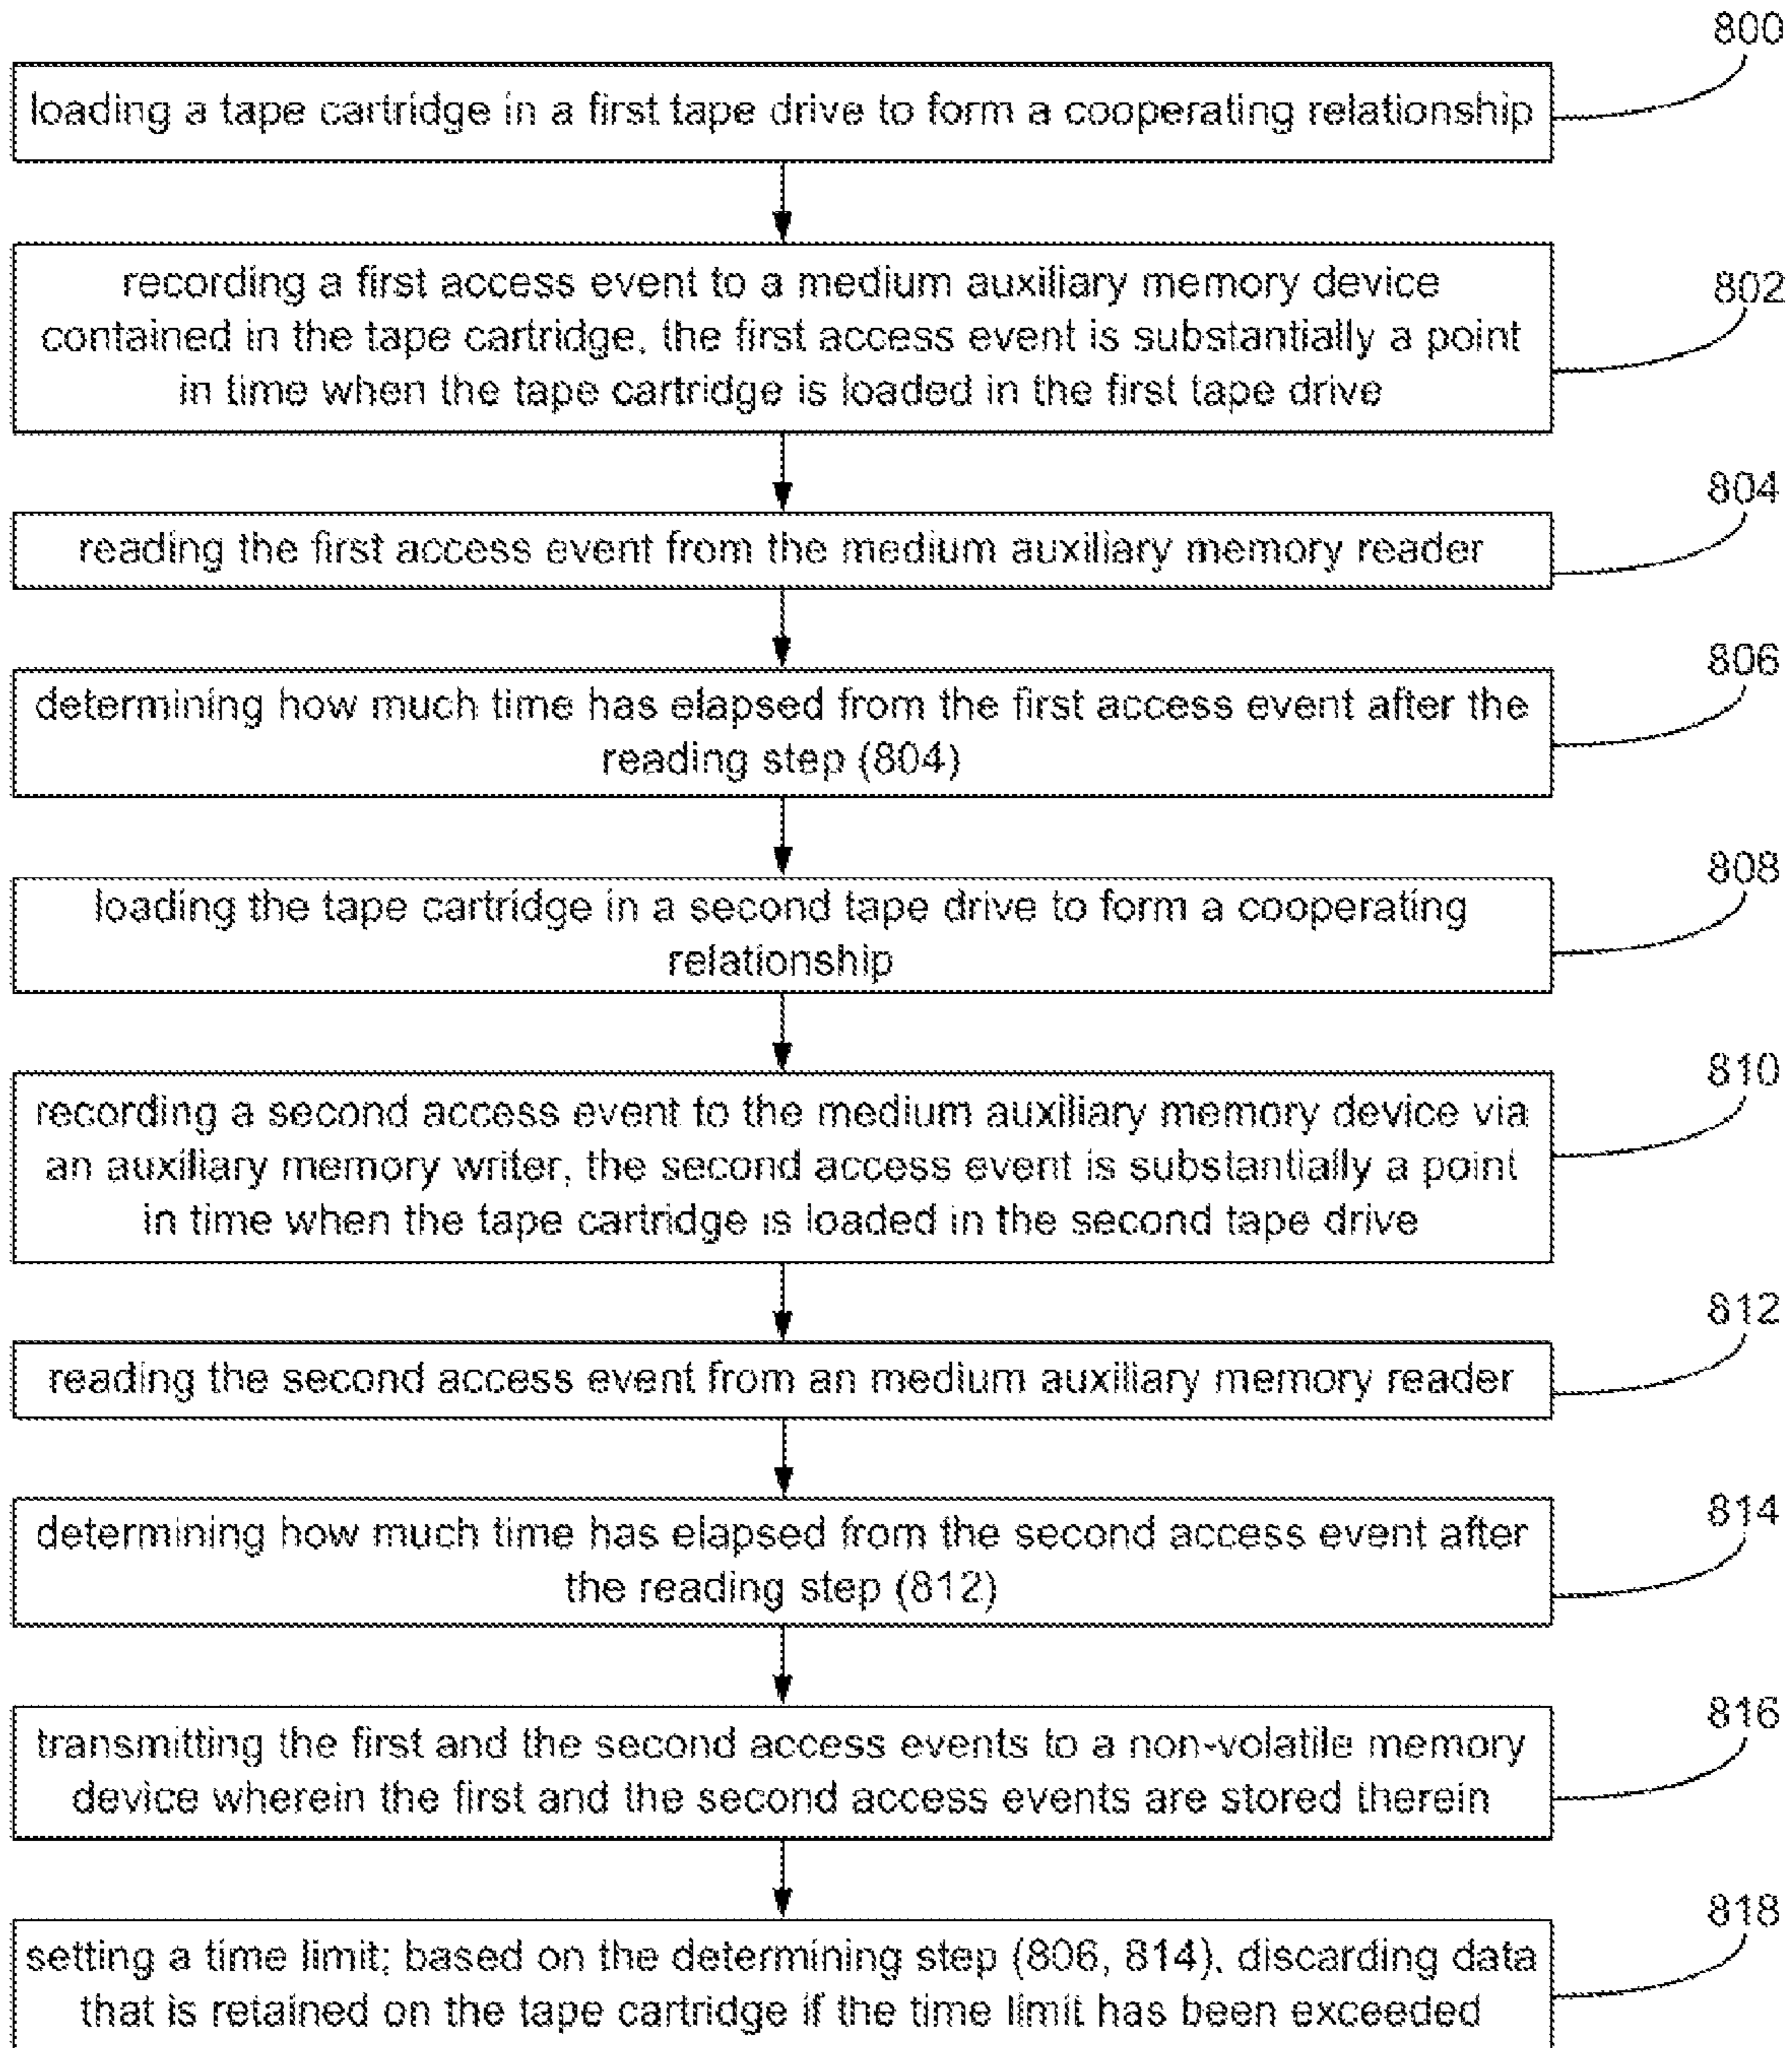 800
loading a tape cartridge in a first tape drive to form a cooperating relationship
802
recording a first access event to a medium auxiliary memory device
contained in the tape cartridge, the first access event is substantially a point
in time when the tape cartridge is loaded in the first tape drive
804
reading the first access event from the medium auxiliary memory reader
806
determining how much time has elapsed from the first access event after the
reading step (804)
808
loading the tape cartridge in a second tape drive to form a cooperating
relationship
810
recording a second access event to the medium auxiliary memory device via
an auxiliary memory writer, the second access event is substantially a point
in time when the tape cartridge is loaded in the second tape drive
812
reading the second access event from an medium auxiliary memory reader
814
determining how much time has elapsed from the second access event after
the reading step (812)
816
transmitting the first and the second access events to a non-volatile memory
device wherein the first and the second access events are stored therein
818
setting a time limit; based on the determining step (806, 814), discarding data
that is retained on the tape cartridge if the time limit has been exceeded